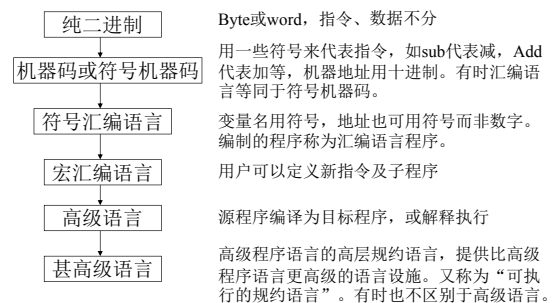 纯二进制
Byte或word，指令、数据不分
机器码或符号机器码
用一些符号来代表指令，如sub代表减，Add
代表加等，机器地址用十进制。有时汇编语
言等同于符号机器码。
符号汇编语言
变量名用符号，地址也可用符号而非数字。
编制的程序称为汇编语言程序。
宏汇编语言
用户可以定义新指令及子程序
高级语言
源程序编译为目标程序，或解释执行
甚高级语言
高级程序语言的高层规约语言，提供比高级
程序语言更高级的语言设施。又称为“可执
行的规约语言”。有时也不区别于高级语言。